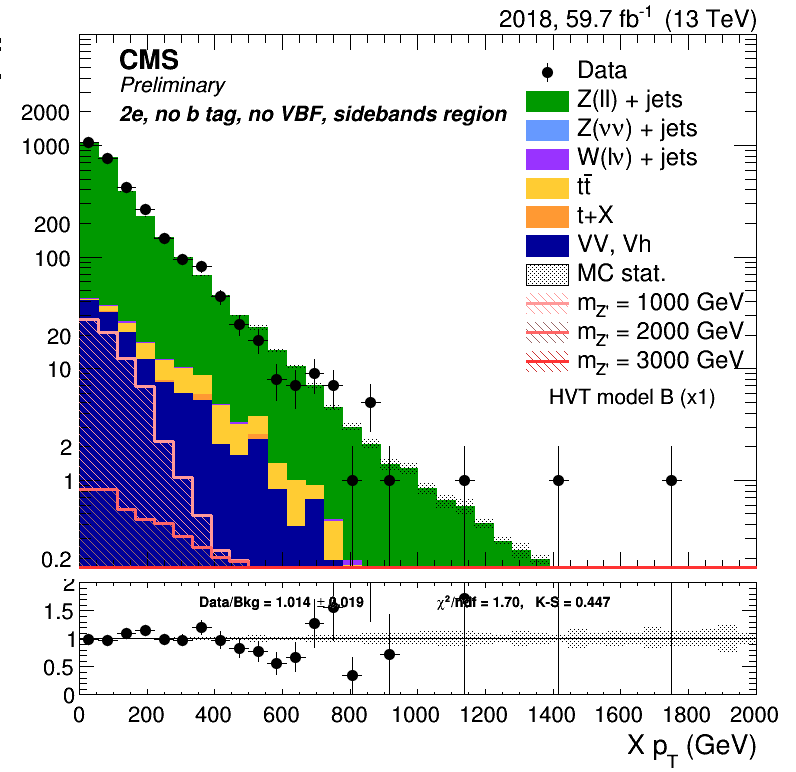 2018, 59.7 fb⁻¹ (13 TeV)
CMS
Preliminary
2e, no b tag, no VBF, sidebands region
Data
Z(ll) + jets
Z(νν) + jets
W(lν) + jets
tt̄
t+X
VV, Vh
MC stat.
m_Z' = 1000 GeV
m_Z' = 2000 GeV
m_Z' = 3000 GeV
HVT model B (x1)
2000
1000
200
100
20
10
2
1
0.2
2
1.5
1
0.5
0
Data/Bkg = 1.014 ± 0.019
χ²/ndf = 1.70, K-S = 0.447
0 200 400 600 800 1000 1200 1400 1600 1800 2000
X p_T (GeV)